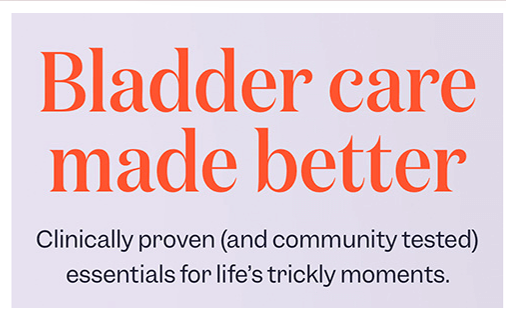 Bladder care
made better
Clinically proven (and community tested)
essentials for life's trickly moments.